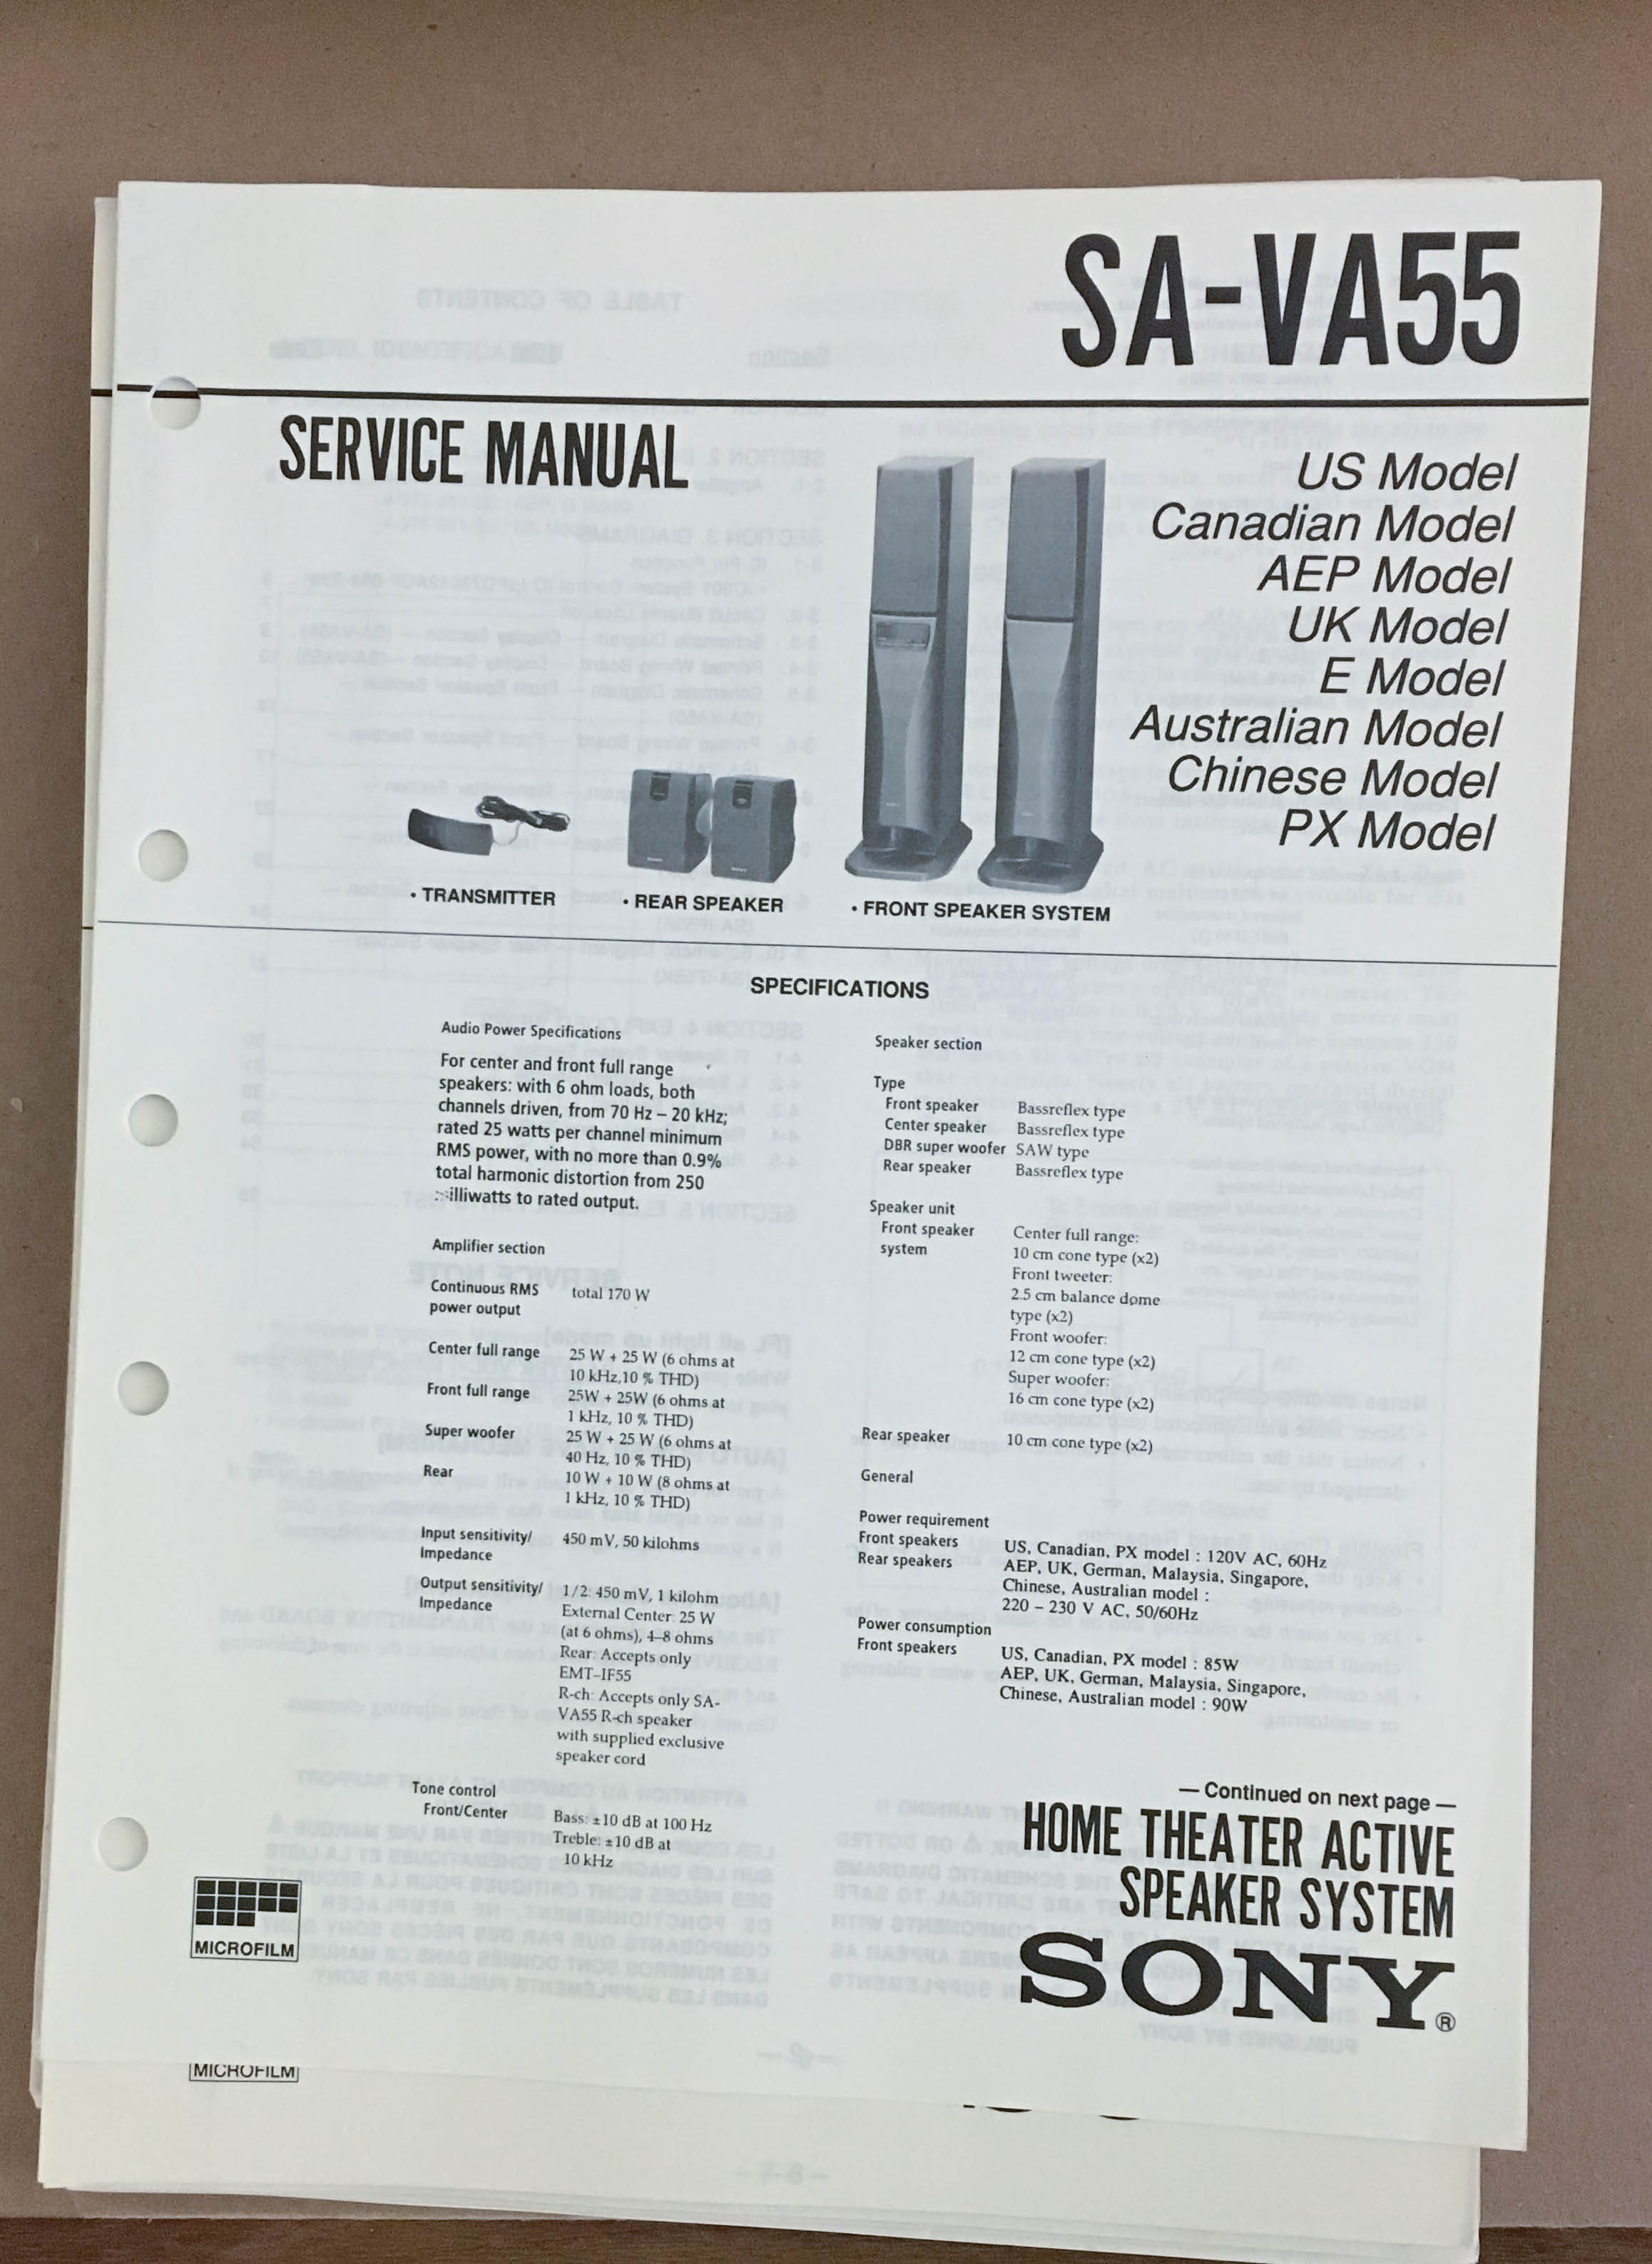 SA-VA55
SERVICE MANUAL
US Model
Canadian Model
AEP Model
UK Model
E Model
Australian Model
Chinese Model
PX Model
• TRANSMITTER
• REAR SPEAKER
• FRONT SPEAKER SYSTEM
SPECIFICATIONS
Audio Power Specifications
For center and front full range
speakers: with 6 ohm loads, both
channels driven, from 70 Hz – 20 kHz;
rated 25 watts per channel minimum
RMS power, with no more than 0.9%
total harmonic distortion from 250
illiwatts to rated output.
Amplifier section
Continuous RMS total 170 W
power output
Center full range 25 W + 25 W (6 ohms at
10 kHz,10 % THD)
Front full range 25W + 25W (6 ohms at
1 kHz, 10 % THD)
Super woofer 25 W + 25 W (6 ohms at
40 Hz, 10 % THD)
Rear 10 W + 10 W (8 ohms at
1 kHz, 10 % THD)
Input sensitivity/ 450 mV, 50 kilohms
Impedance
Output sensitivity/ 1/2: 450 mV, 1 kilohm
Impedance External Center: 25 W
(at 6 ohms), 4–8 ohms
Rear: Accepts only
EMT–IF55
R-ch: Accepts only SA-
VA55 R-ch speaker
with supplied exclusive
speaker cord
Tone control
Front/Center Bass: ±10 dB at 100 Hz
Treble: ±10 dB at
10 kHz
Speaker section
Type
Front speaker Bassreflex type
Center speaker Bassreflex type
DBR super woofer SAW type
Rear speaker Bassreflex type
Speaker unit
Front speaker Center full range:
system 10 cm cone type (x2)
Front tweeter:
2.5 cm balance dome
type (x2)
Front woofer:
12 cm cone type (x2)
Super woofer:
16 cm cone type (x2)
Rear speaker 10 cm cone type (x2)
General
Power requirement
Front speakers US, Canadian, PX model : 120V AC, 60Hz
Rear speakers AEP, UK, German, Malaysia, Singapore,
Chinese, Australian model :
220 – 230 V AC, 50/60Hz
Power consumption
Front speakers US, Canadian, PX model : 85W
AEP, UK, German, Malaysia, Singapore,
Chinese, Australian model : 90W
— Continued on next page —
HOME THEATER ACTIVE
SPEAKER SYSTEM
SONY®
MICROFILM
MICROFILM